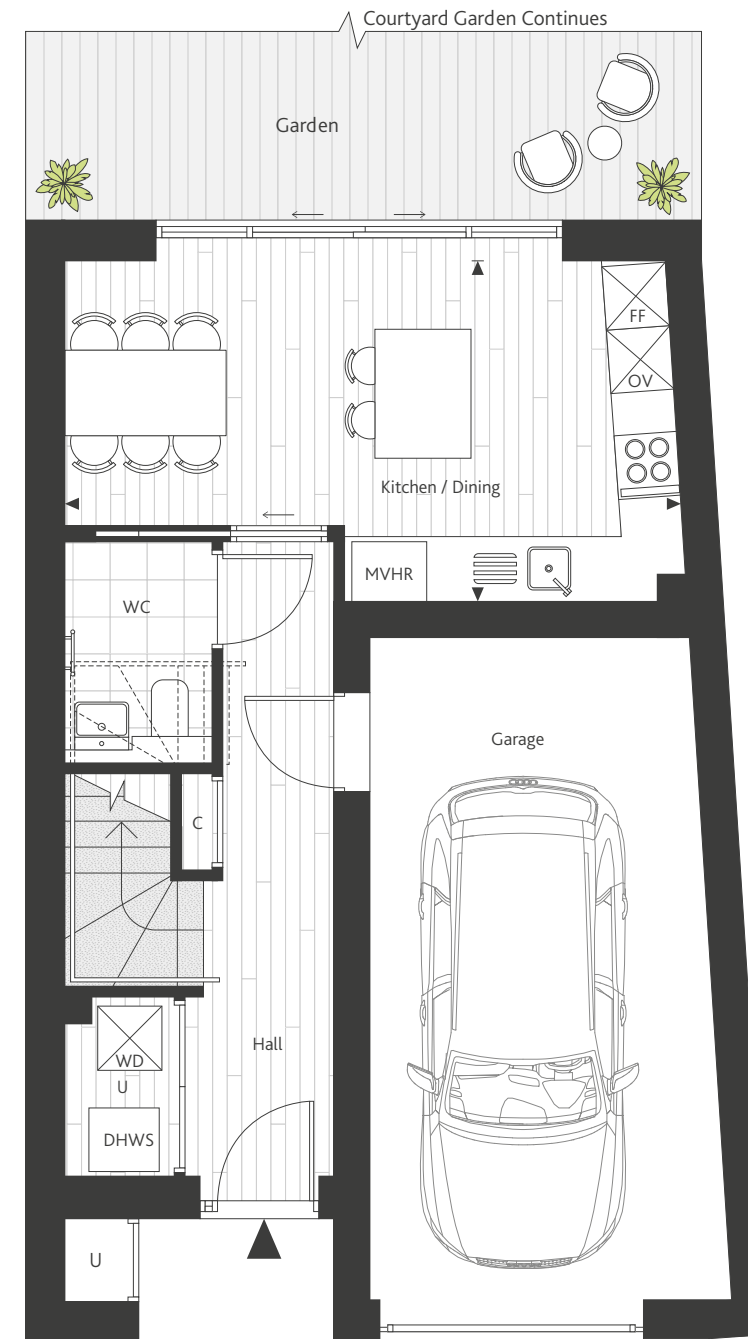 Courtyard Garden Continues
Garden
FF
OV
Kitchen / Dining
MVHR
WC
Garage
C
Hall
WD
U
DHWS
U